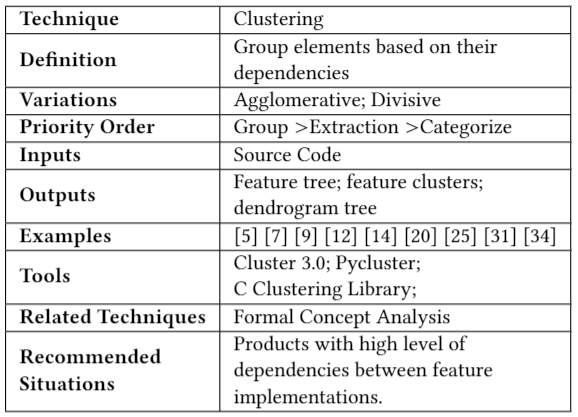 Technique Clustering
Definition Group elements based on their
dependencies
Variations Agglomerative; Divisive
Priority Order Group >Extraction >Categorize
Inputs Source Code
Outputs Feature tree; feature clusters;
dendrogram tree
Examples [5] [7] [9] [12] [14] [20] [25] [31] [34]
Tools Cluster 3.0; Pycluster;
C Clustering Library;
Related Techniques Formal Concept Analysis
Recommended
Situations
Products with high level of
dependencies between feature
implementations.